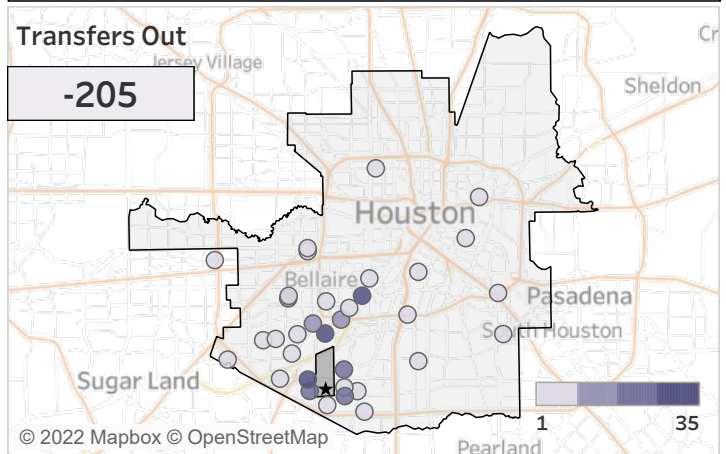 Transfers Out
Jersey Village
-205
Cr
Sheldon
Houston
Bellaire
Pasadena
South Houston
Sugar Land
1
35
© 2022 Mapbox © OpenStreetMap
Pearland